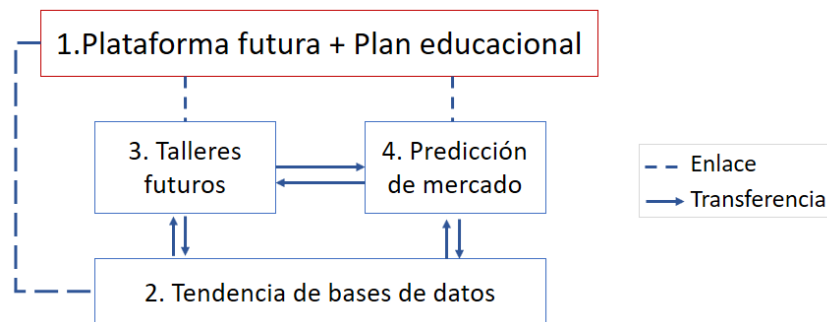 1.Plataforma futura + Plan educacional
3. Talleres
futuros
4. Predicción
de mercado
2. Tendencia de bases de datos
Enlace
Transferencia